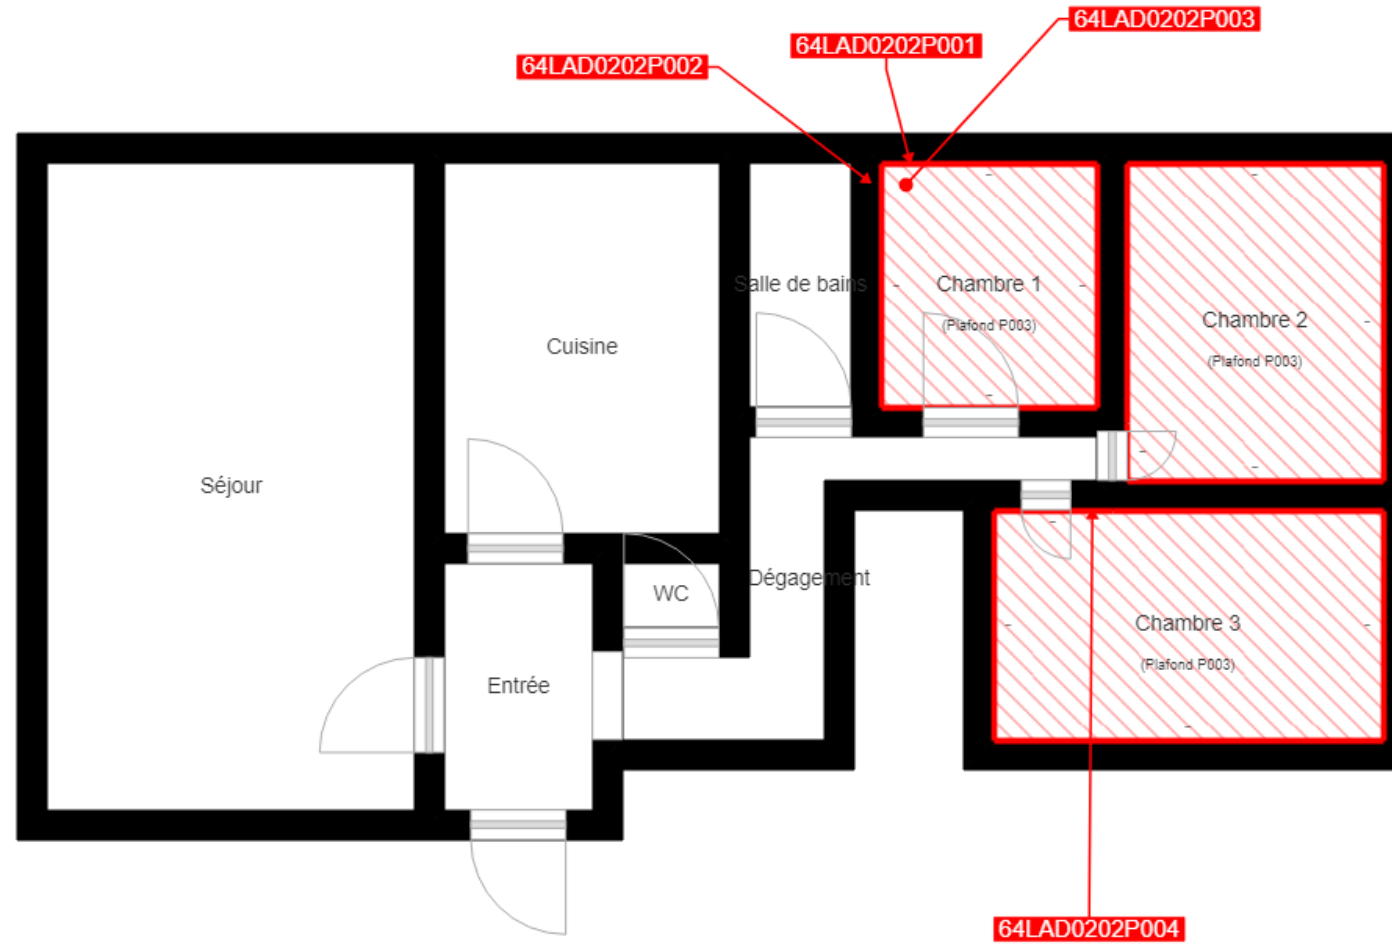 64LAD0202P003
64LAD0202P001
64LAD0202P002
Salle de bains
Chambre 1
(Plafond P003)
Chambre 2
(Plafond P003)
Cuisine
Séjour
Dégagement
WC
Chambre 3
(Plafond P003)
Entrée
64LAD0202P004